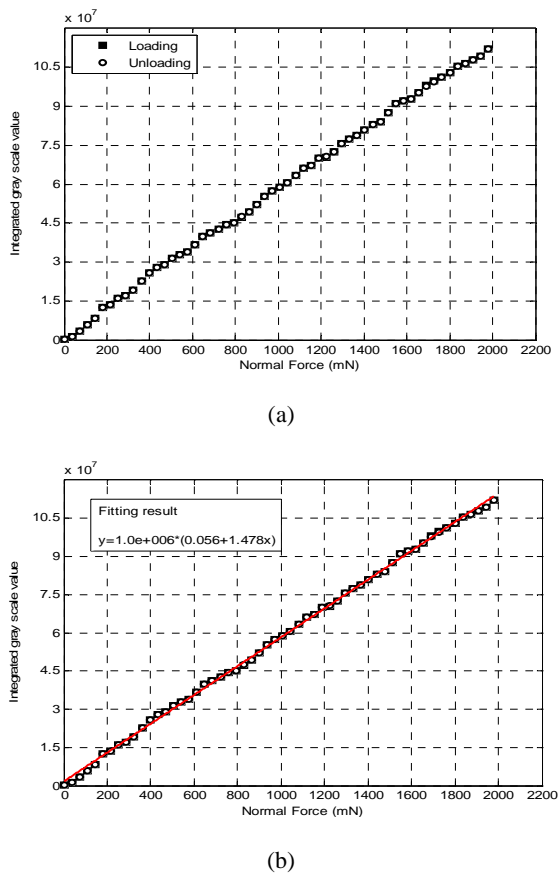 x 10^7
Loading
Unloading
10.5
9
7.5
6
4.5
3
1.5
0
Integrated gray scale value
0 200 400 600 800 1000 1200 1400 1600 1800 2000 2200
Normal Force (mN)
(a)
x 10^7
Fitting result
y=1.0e+006*(0.056+1.478x)
10.5
9
7.5
6
4.5
3
1.5
0
Integrated gray scale value
0 200 400 600 800 1000 1200 1400 1600 1800 2000 2200
Normal Force (mN)
(b)